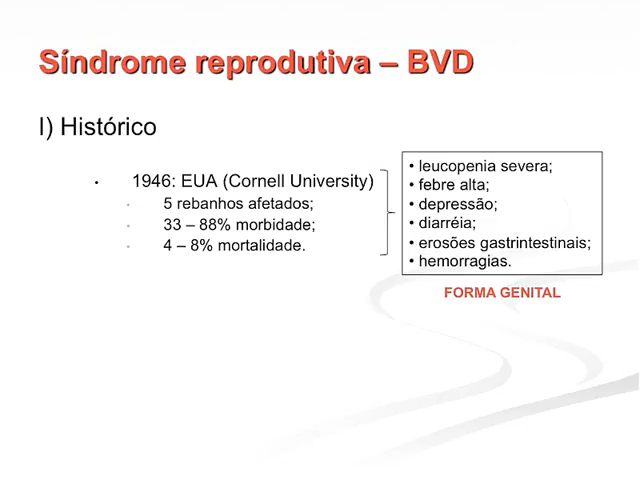 Síndrome reprodutiva – BVD
I) Histórico
• 1946: EUA (Cornell University)
• 5 rebanhos afetados;
• 33 – 88% morbidade;
• 4 – 8% mortalidade.
• leucopenia severa;
• febre alta;
• depressão;
• diarréia;
• erosões gastrintestinais;
• hemorragias.
FORMA GENITAL